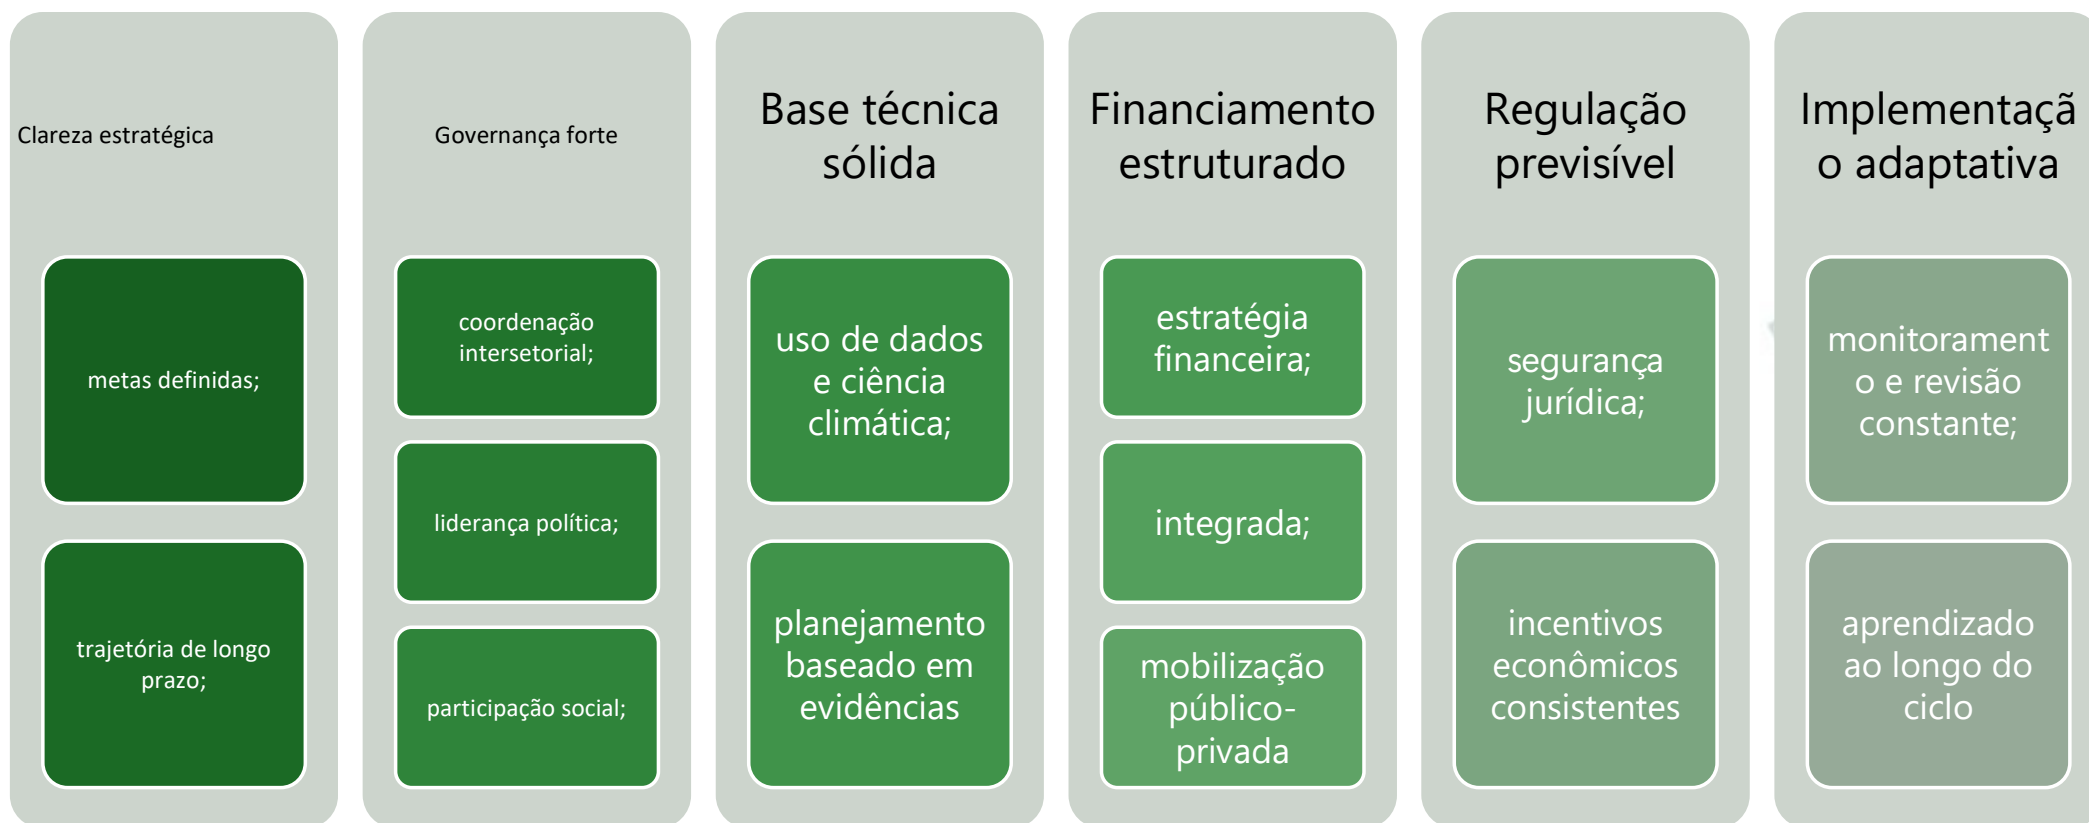 Clareza estratégica
metas definidas;
trajetória de longo
prazo;
Governança forte
coordenação
intersetorial;
liderança política;
participação social;
Base técnica
sólida
uso de dados
e ciência
climática;
planejamento
baseado em
evidências
Financiamento
estruturado
estratégia
financeira;
integrada;
mobilização
público-
privada
Regulação
previsível
segurança
jurídica;
incentivos
econômicos
consistentes
Implementaçã
o adaptativa
monitorament
o e revisão
constante;
aprendizado
ao longo do
ciclo